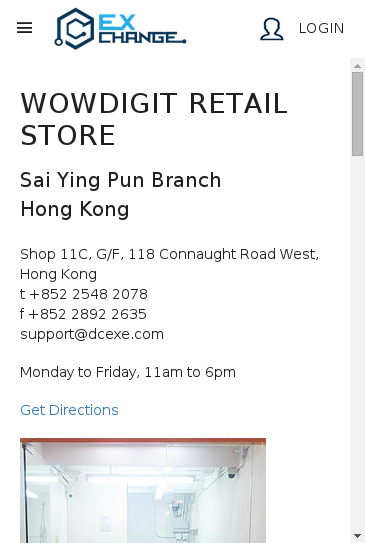 EX
CHANGE
LOGIN
WOWDIGIT RETAIL
STORE
Sai Ying Pun Branch
Hong Kong
Shop 11C, G/F, 118 Connaught Road West,
Hong Kong
t +852 2548 2078
f +852 2892 2635
support@dcexe.com
Monday to Friday, 11am to 6pm
Get Directions